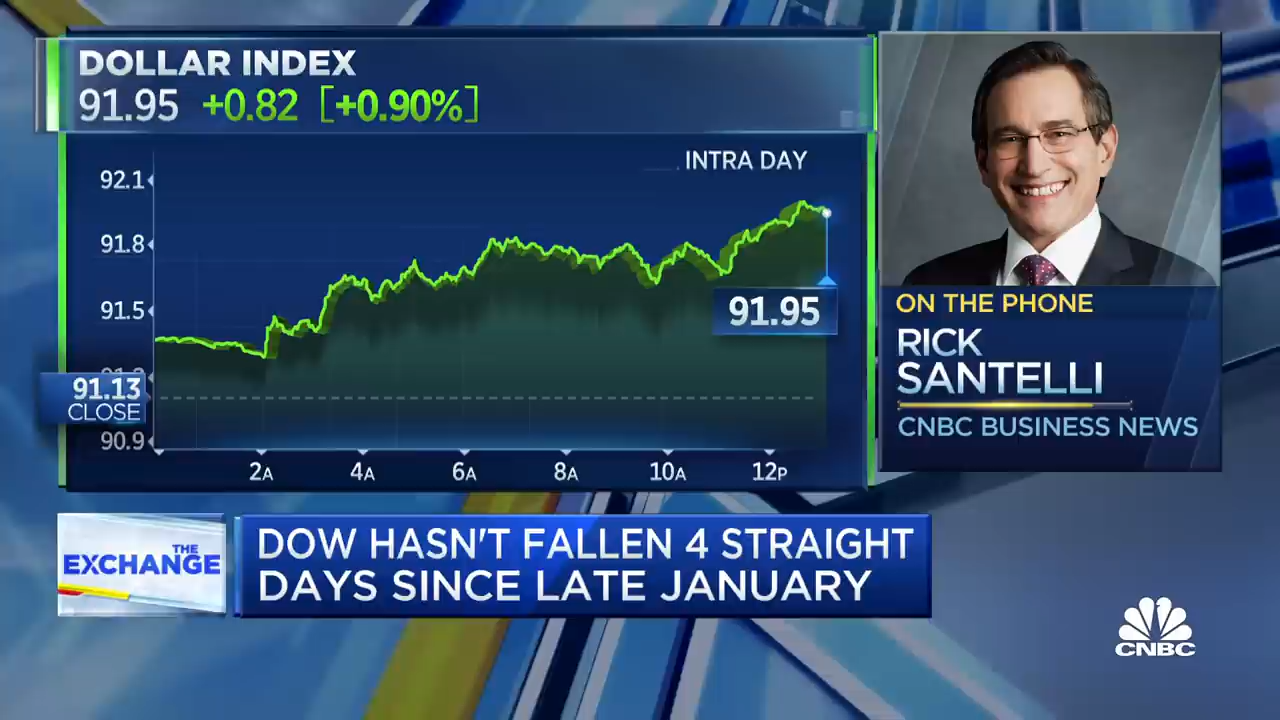 DOLLAR INDEX
91.95 +0.82 [+0.90%]
INTRA DAY
92.1
91.8
91.5
91.2
91.13
CLOSE
90.9
2A 4A 6A 8A 10A 12P
91.95
ON THE PHONE
RICK
SANTELLI
CNBC BUSINESS NEWS
THE
EXCHANGE
DOW HASN'T FALLEN 4 STRAIGHT
DAYS SINCE LATE JANUARY
CNBC